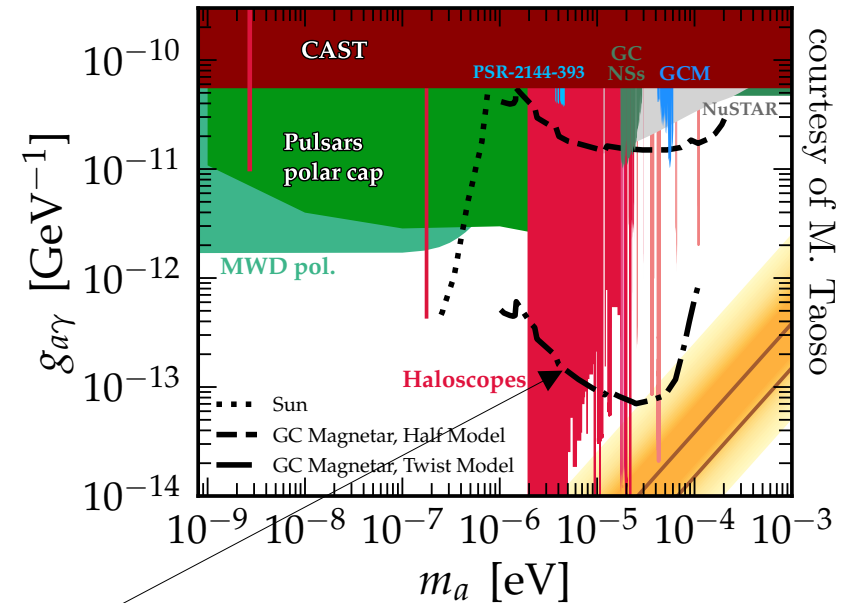 CAST
PSR-2144-393
GC
NSs
GCM
NuSTAR
Pulsars
polar cap
MWD pol.
Haloscopes
Sun
GC Magnetar, Half Model
GC Magnetar, Twist Model
10⁻¹⁰
10⁻¹¹
10⁻¹²
10⁻¹³
10⁻¹⁴
g_{aγ} [GeV⁻¹]
10⁻⁹ 10⁻⁸ 10⁻⁷ 10⁻⁶ 10⁻⁵ 10⁻⁴ 10⁻³
m_a [eV]
courtesy of M. Taoso